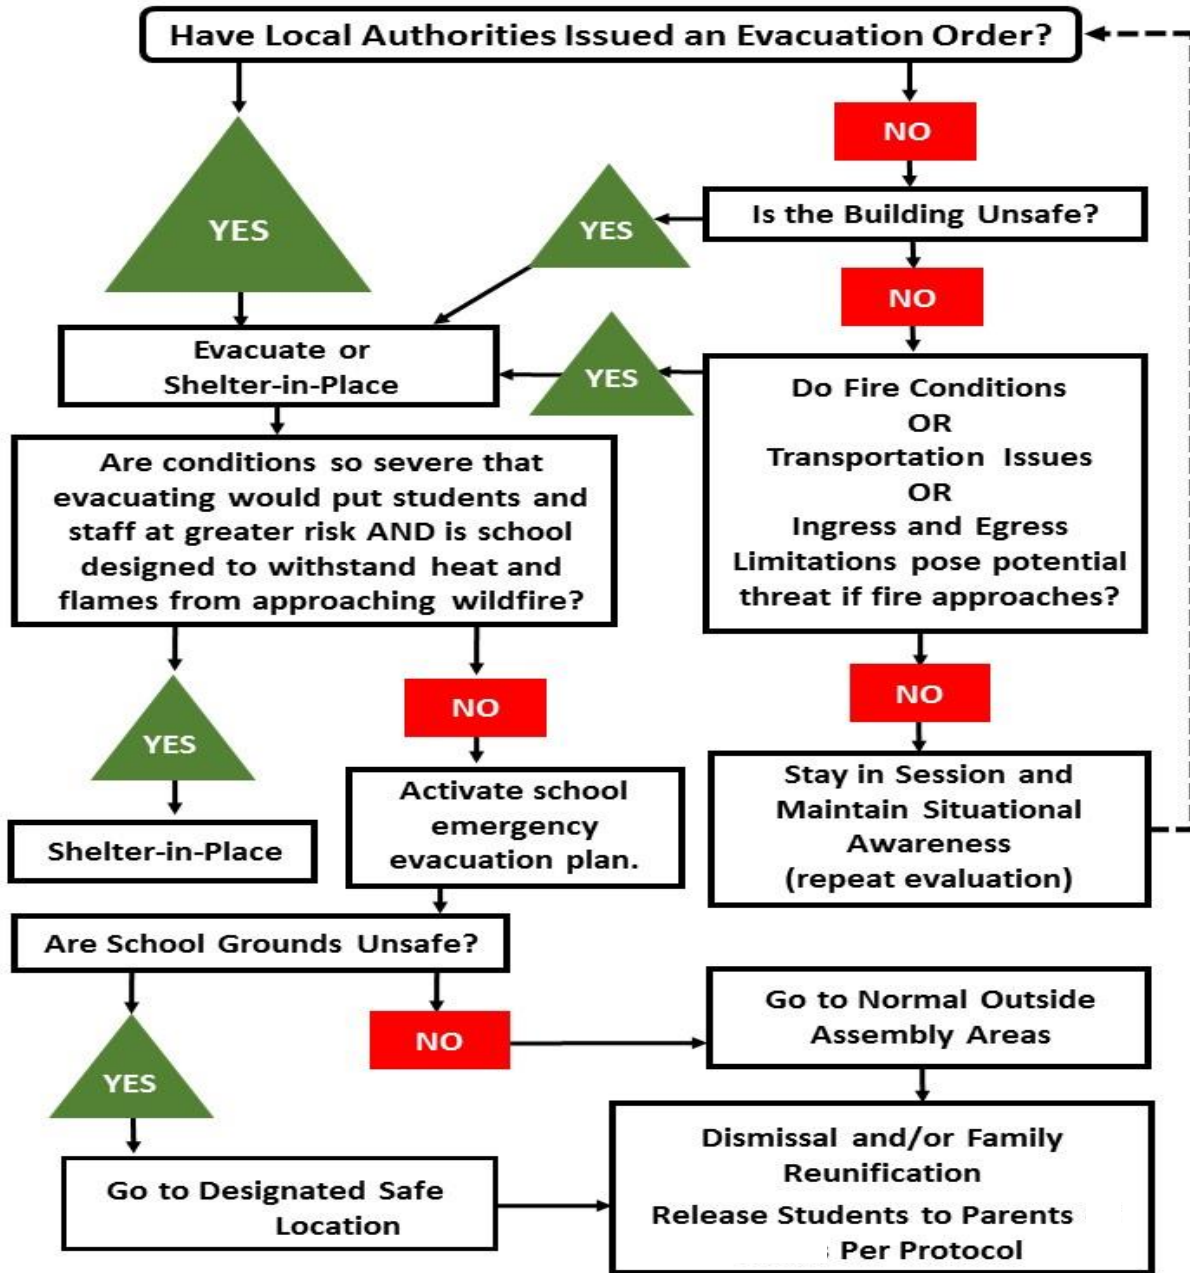 Have Local Authorities Issued an Evacuation Order?
YES
NO
Is the Building Unsafe?
YES
NO
Evacuate or
Shelter-in-Place
YES
Do Fire Conditions
OR
Transportation Issues
OR
Ingress and Egress
Limitations pose potential
threat if fire approaches?
Are conditions so severe that
evacuating would put students and
staff at greater risk AND is school
designed to withstand heat and
flames from approaching wildfire?
YES
NO
NO
Shelter-in-Place
Activate school
emergency
evacuation plan.
Stay in Session and
Maintain Situational
Awareness
(repeat evaluation)
Are School Grounds Unsafe?
YES
NO
Go to Normal Outside
Assembly Areas
Go to Designated Safe
Location
Dismissal and/or Family
Reunification
Release Students to Parents
Per Protocol